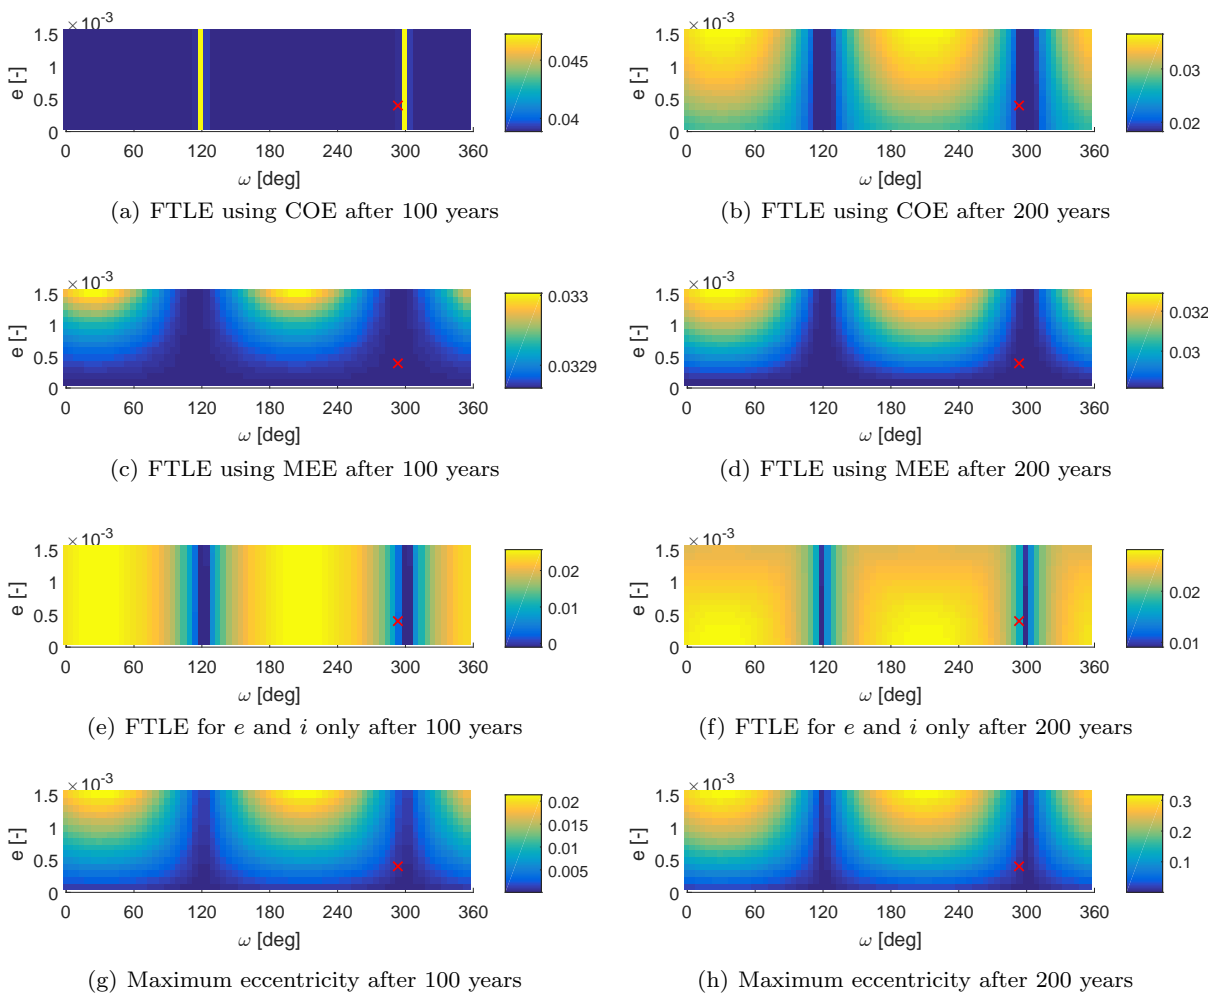 ×10-3
×10-3
1.5
1
0.5
0
e [-]
0 60 120 180 240 300 360
ω [deg]
0.045
0.04
1.5
1
0.5
0
e [-]
0 60 120 180 240 300 360
ω [deg]
0.03
0.02
(a) FTLE using COE after 100 years
(b) FTLE using COE after 200 years
×10-3
×10-3
1.5
1
0.5
0
e [-]
0 60 120 180 240 300 360
ω [deg]
0.033
0.0329
1.5
1
0.5
0
e [-]
0 60 120 180 240 300 360
ω [deg]
0.032
0.03
(c) FTLE using MEE after 100 years
(d) FTLE using MEE after 200 years
×10-3
×10-3
1.5
1
0.5
0
e [-]
0 60 120 180 240 300 360
ω [deg]
0.02
0.01
0
1.5
1
0.5
0
e [-]
0 60 120 180 240 300 360
ω [deg]
0.02
0.01
(e) FTLE for e and i only after 100 years
(f) FTLE for e and i only after 200 years
×10-3
×10-3
1.5
1
0.5
0
e [-]
0 60 120 180 240 300 360
ω [deg]
0.02
0.015
0.01
0.005
1.5
1
0.5
0
e [-]
0 60 120 180 240 300 360
ω [deg]
0.3
0.2
0.1
(g) Maximum eccentricity after 100 years
(h) Maximum eccentricity after 200 years